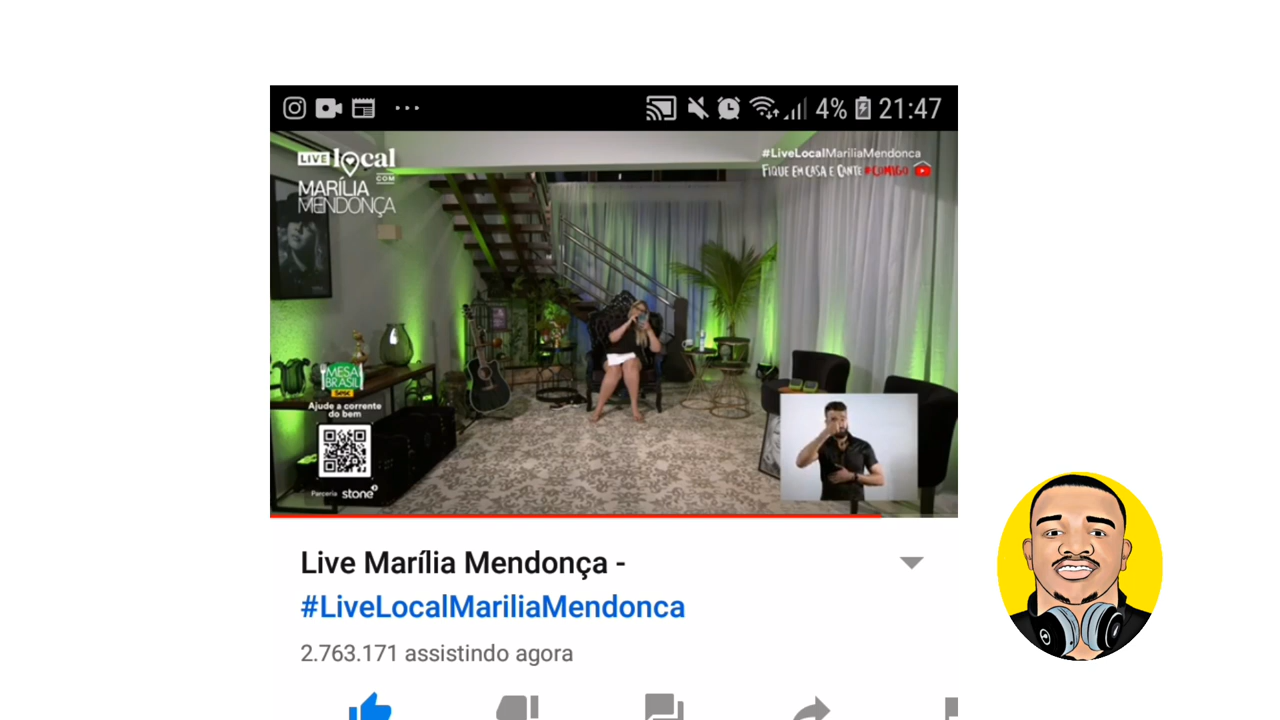 4% 21:47
LIVE local
.COM
MARÍLIA
MENDONÇA
#LiveLocalMariliaMendonca
FIQUE EM CASA E CANTE #COMIGO
MESA
BRASIL
Sesc
Ajude a corrente
do bem
Parceria stone
Live Marília Mendonça -
#LiveLocalMariliaMendonca
2.763.171 assistindo agora